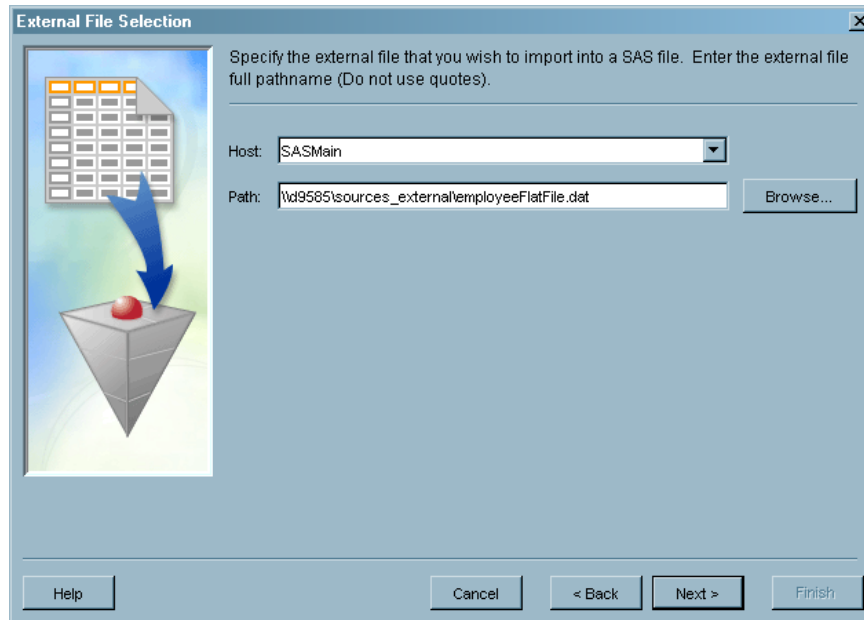 External File Selection
Specify the external file that you wish to import into a SAS file.  Enter the external file
full pathname (Do not use quotes).
Host: SASMain
Path: \\d9585\sources_external\employeeFlatFile.dat Browse...
Help Cancel < Back Next > Finish